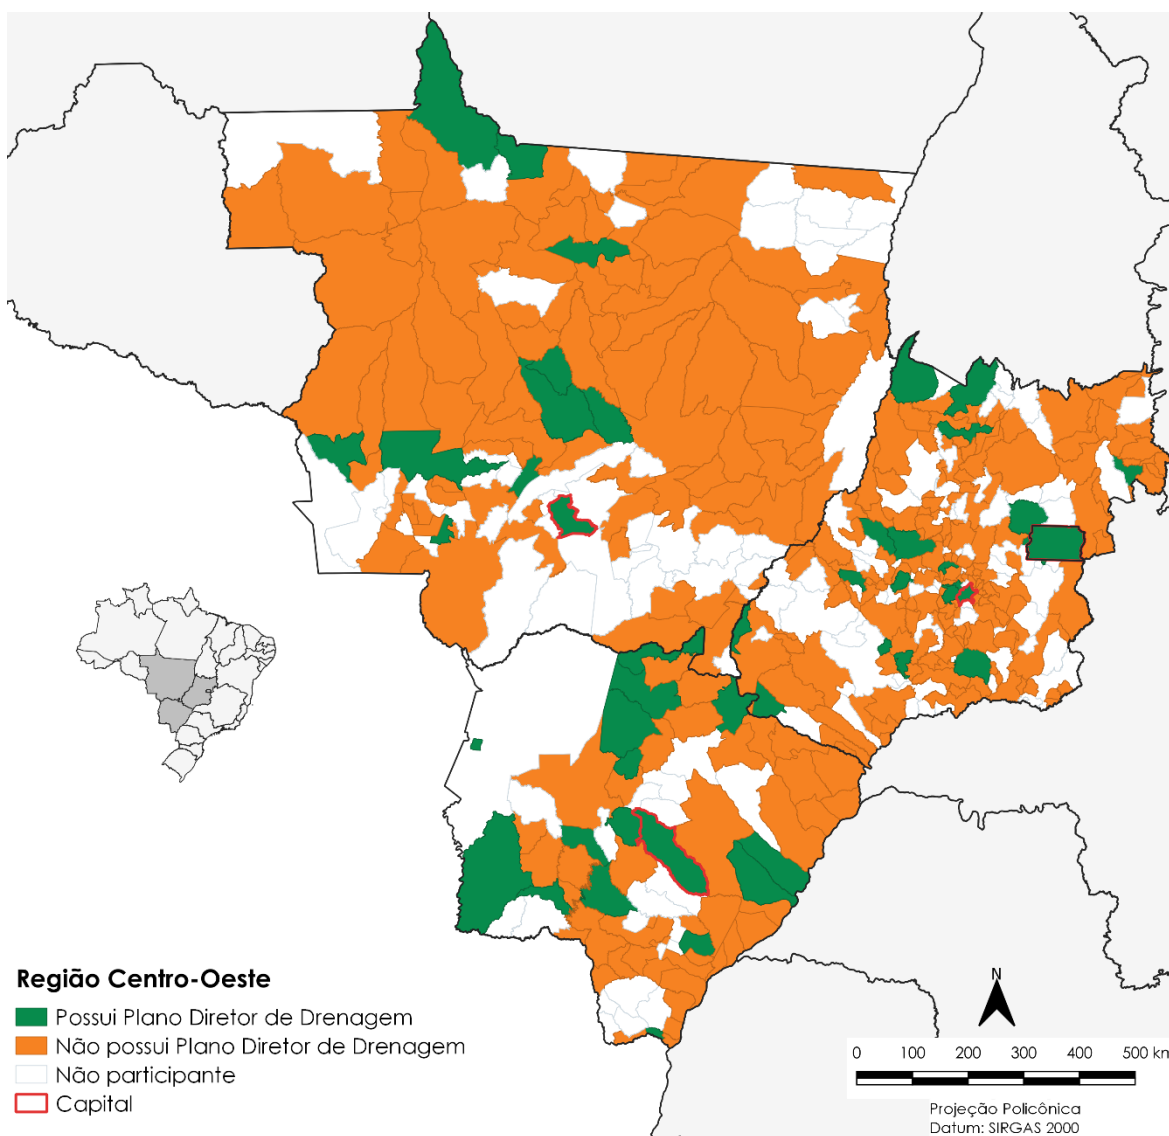 Região Centro-Oeste
Possui Plano Diretor de Drenagem
Não possui Plano Diretor de Drenagem
Não participante
Capital
N
0 100 200 300 400 500 km
Projeção Policônica
Datum: SIRGAS 2000